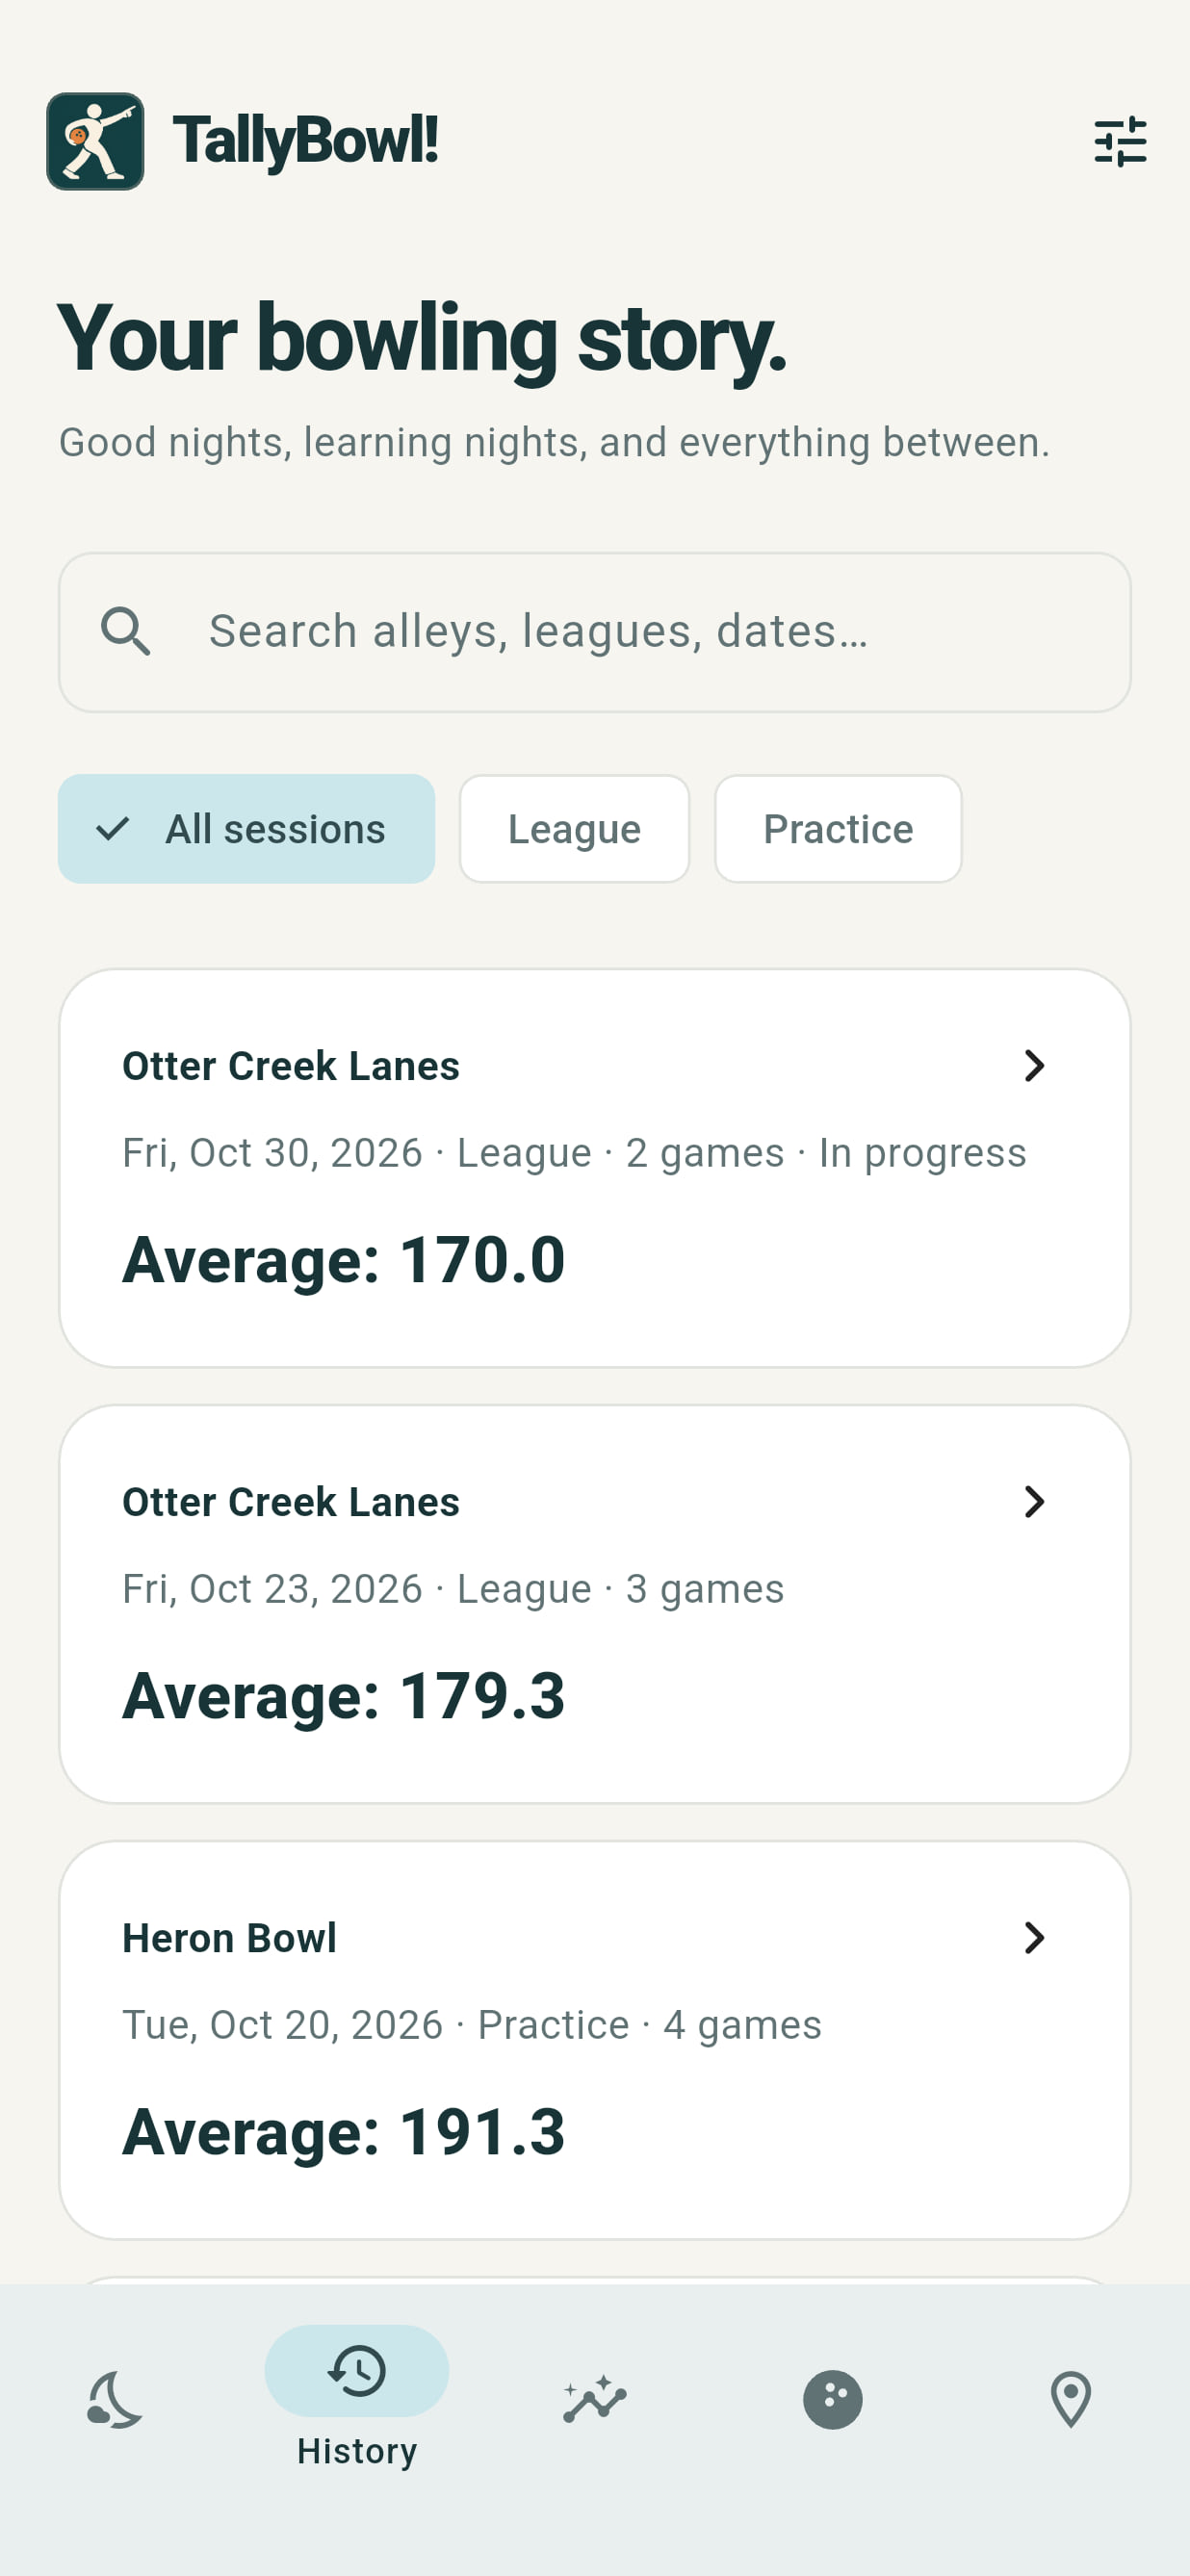 TallyBowl!
Your bowling story.
Good nights, learning nights, and everything between.
Search alleys, leagues, dates…
All sessions
League
Practice
Otter Creek Lanes
Fri, Oct 30, 2026 · League · 2 games · In progress
Average: 170.0
Otter Creek Lanes
Fri, Oct 23, 2026 · League · 3 games
Average: 179.3
Heron Bowl
Tue, Oct 20, 2026 · Practice · 4 games
Average: 191.3
History